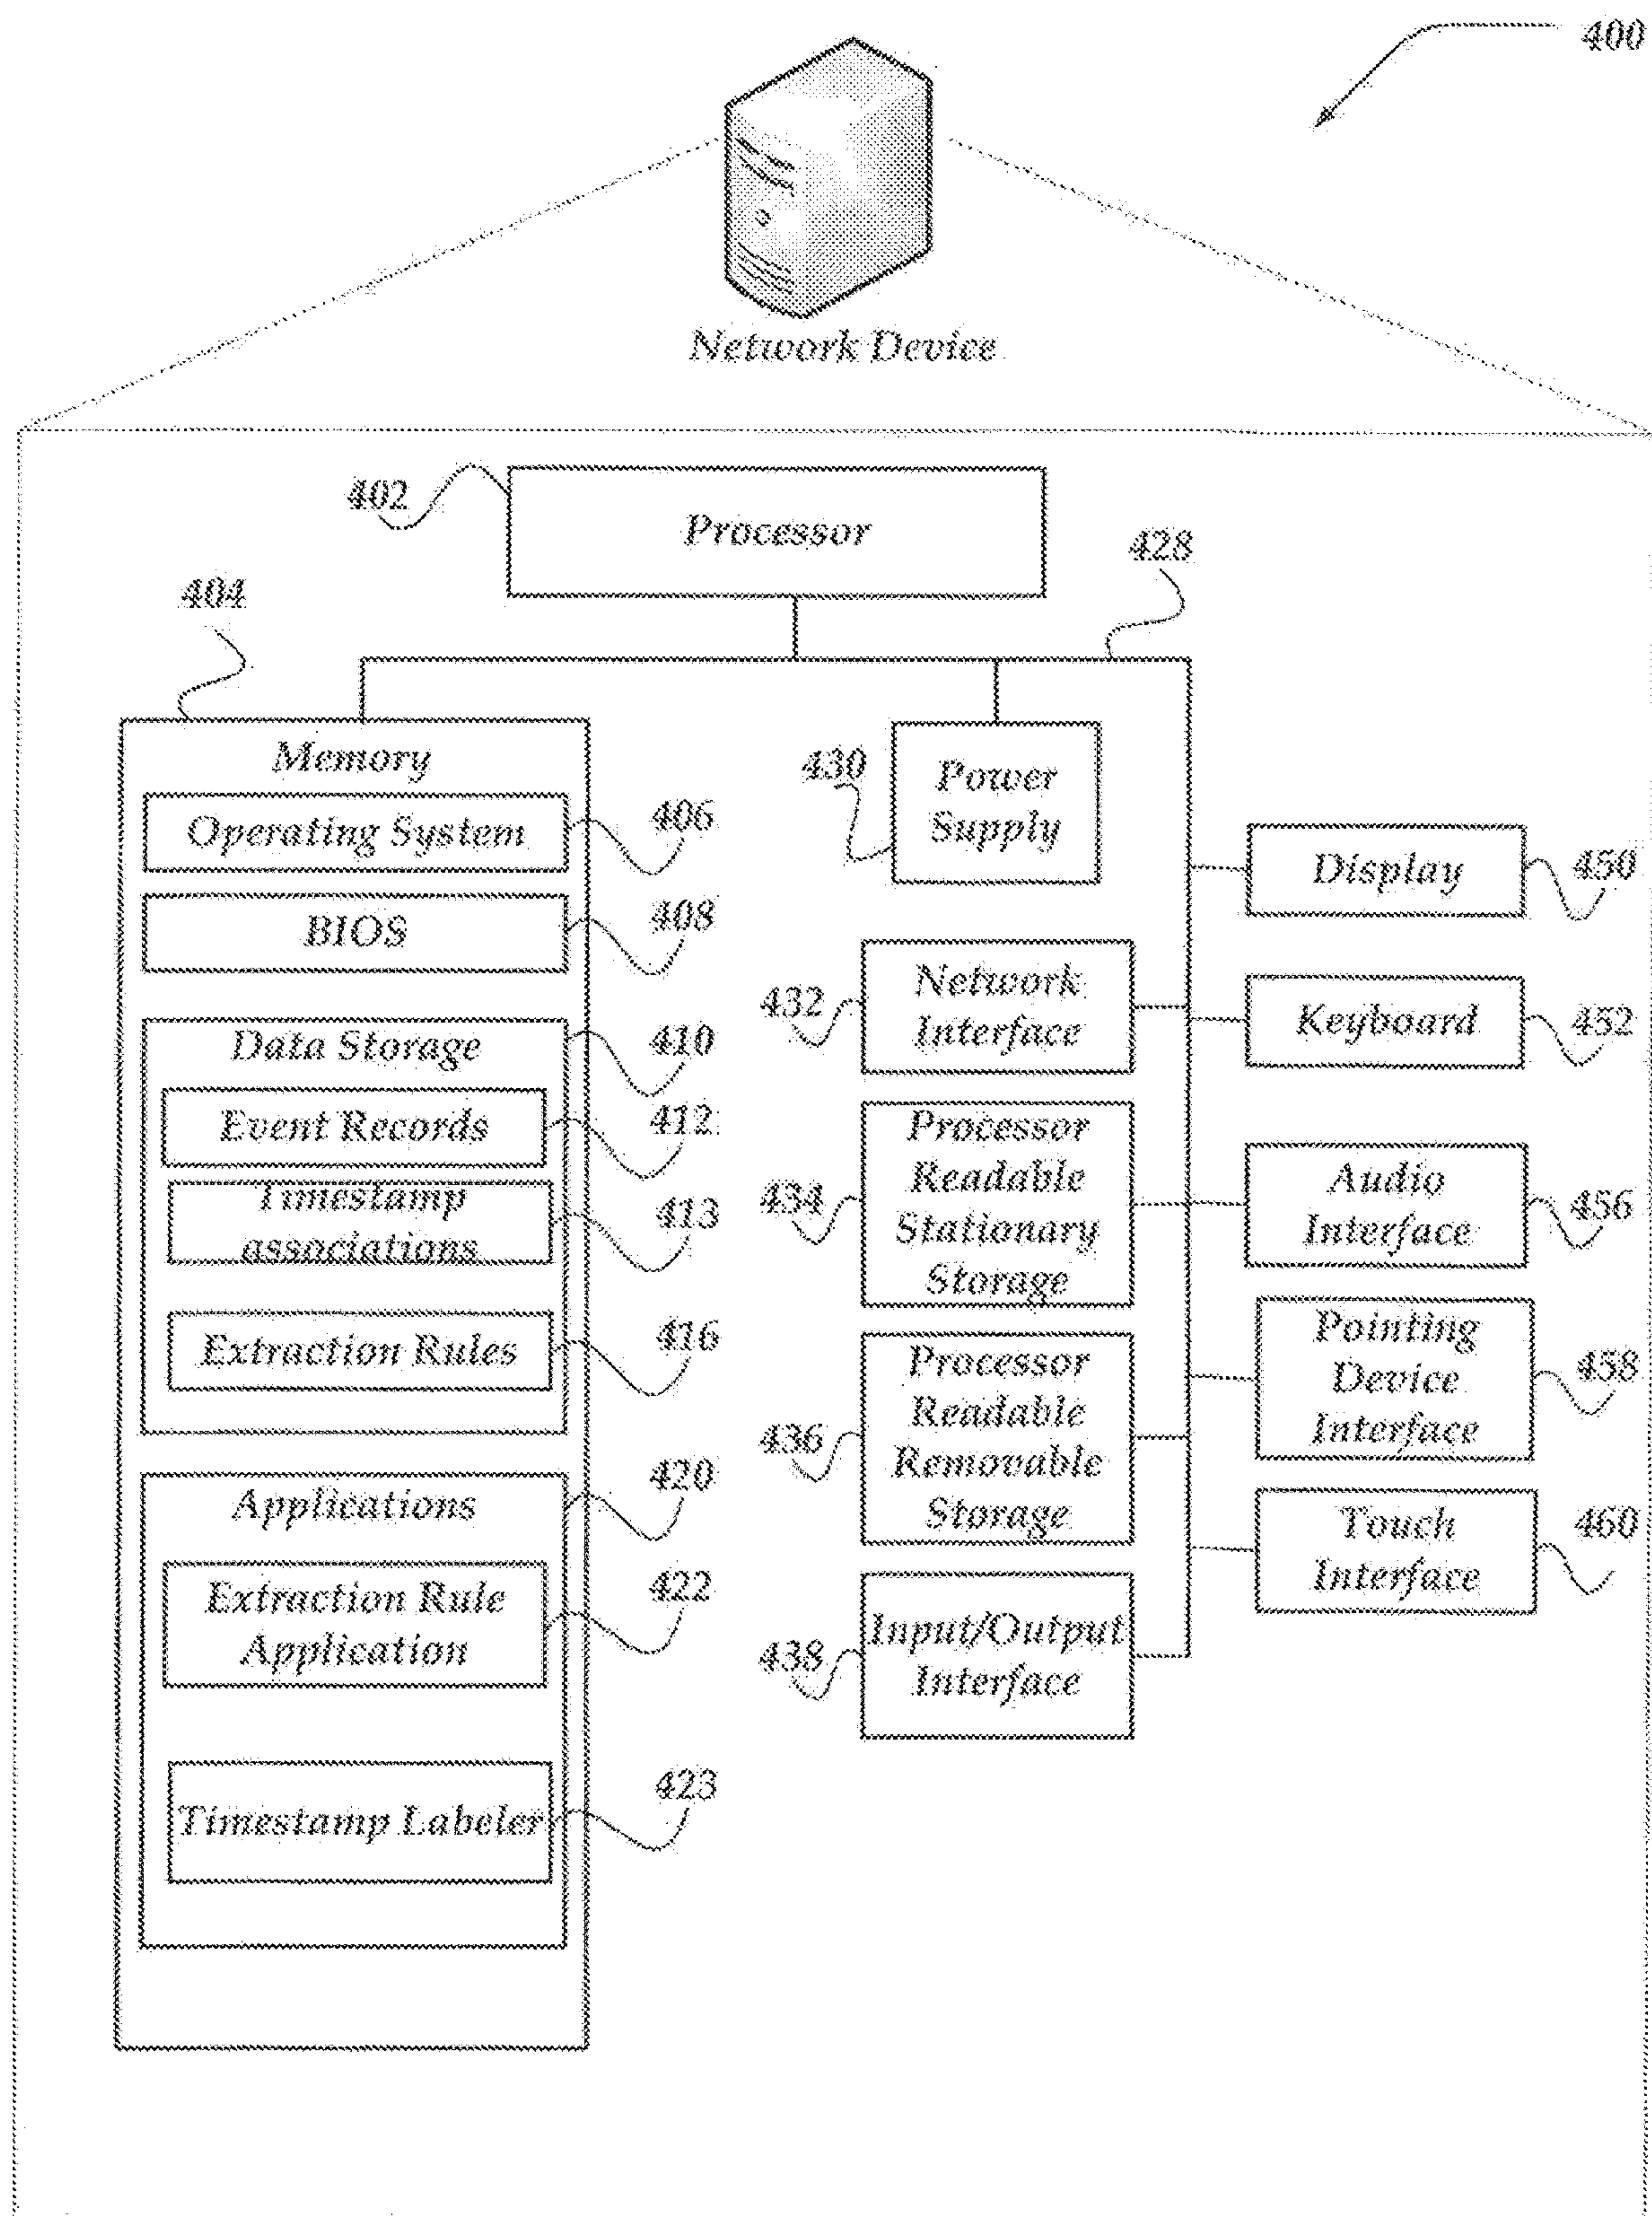 400
Network Device
402
Processor
428
404
Memory
Operating System
406
BIOS
408
Data Storage
410
Event Records
412
Timestamp
associations
413
Extraction Rules
416
Applications
420
Extraction Rule
Application
422
Timestamp Labeler
423
430
Power
Supply
432
Network
Interface
434
Processor
Readable
Stationary
Storage
436
Processor
Readable
Removable
Storage
438
Input/Output
Interface
Display
450
Keyboard
452
Audio
Interface
456
Pointing
Device
Interface
458
Touch
Interface
460